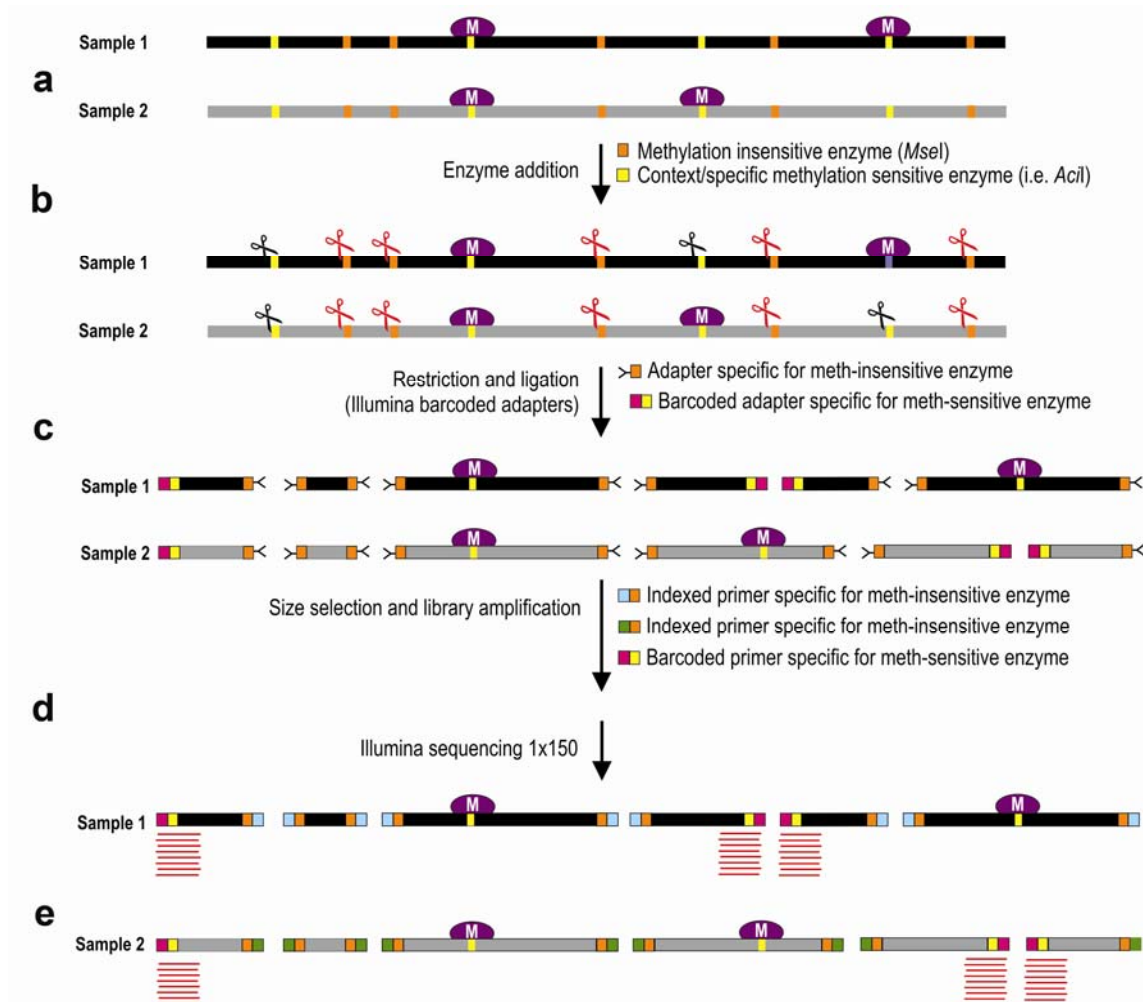 Sample 1
M
M
a
Sample 2
M
M
Enzyme addition
Methylation insensitive enzyme (MseI)
Context/specific methylation sensitive enzyme (i.e. AciI)
b
Sample 1
M
M
Sample 2
M
M
Restriction and ligation
(Illumina barcoded adapters)
Adapter specific for meth-insensitive enzyme
Barcoded adapter specific for meth-sensitive enzyme
c
Sample 1
M
M
Sample 2
M
M
Size selection and library amplification
Indexed primer specific for meth-insensitive enzyme
Indexed primer specific for meth-insensitive enzyme
Barcoded primer specific for meth-sensitive enzyme
d
Illumina sequencing 1x150
Sample 1
M
M
e
Sample 2
M
M